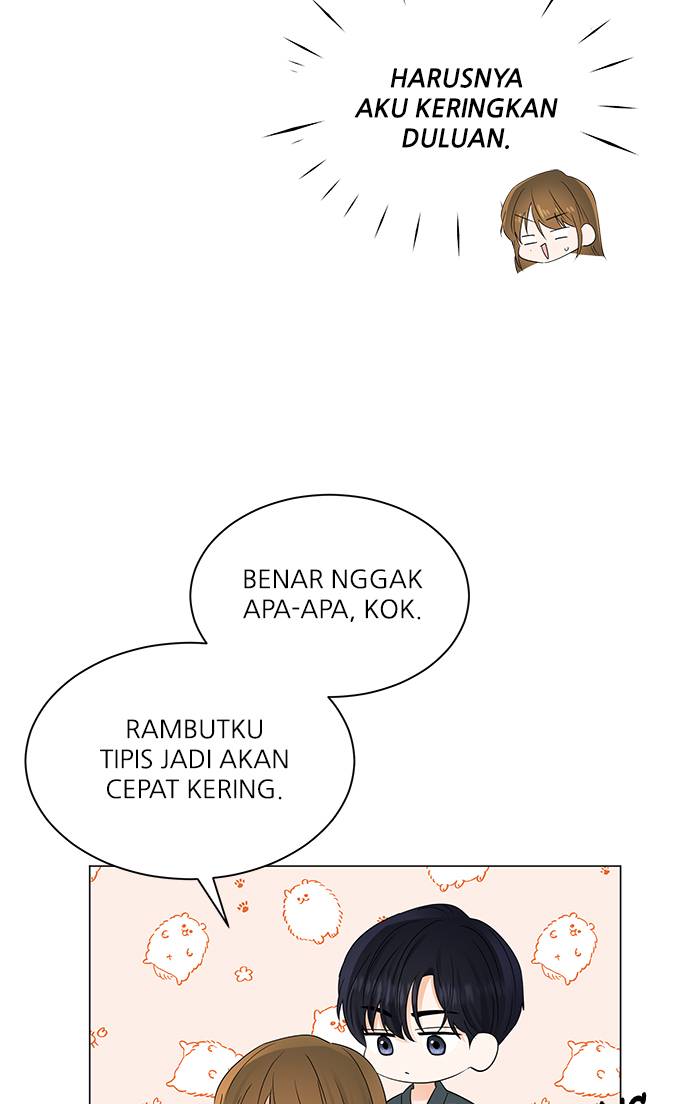 HARUSNYA
AKU KERINGKAN
DULUAN.
BENAR NGGAK
APA-APA, KOK.
RAMBUTKU
TIPIS JADI AKAN
CEPAT KERING.